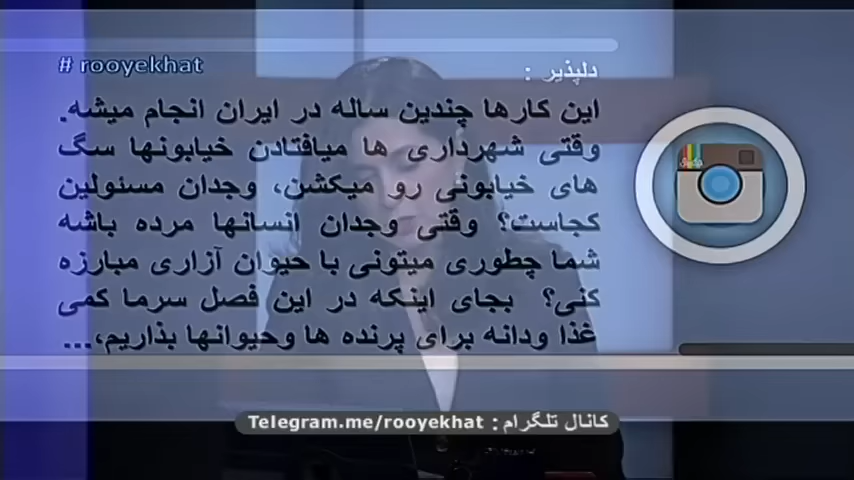 # rooyekhat
دلپذیر :
این کارها چندین ساله در ایران انجام میشه.
وقتی شهرداری ها میافتادن خیابونها سگ
های خیابونی رو میکشن، وجدان مسئولین
کجاست؟ وقتی وجدان انسانها مرده باشه
شما چطوری میتونی با حیوان آزاری مبارزه
کنی؟ بجای اینکه در این فصل سرما کمی
غذا ودانه برای پرنده ها وحیوانها بذاریم،...
کانال تلگرام : Telegram.me/rooyekhat